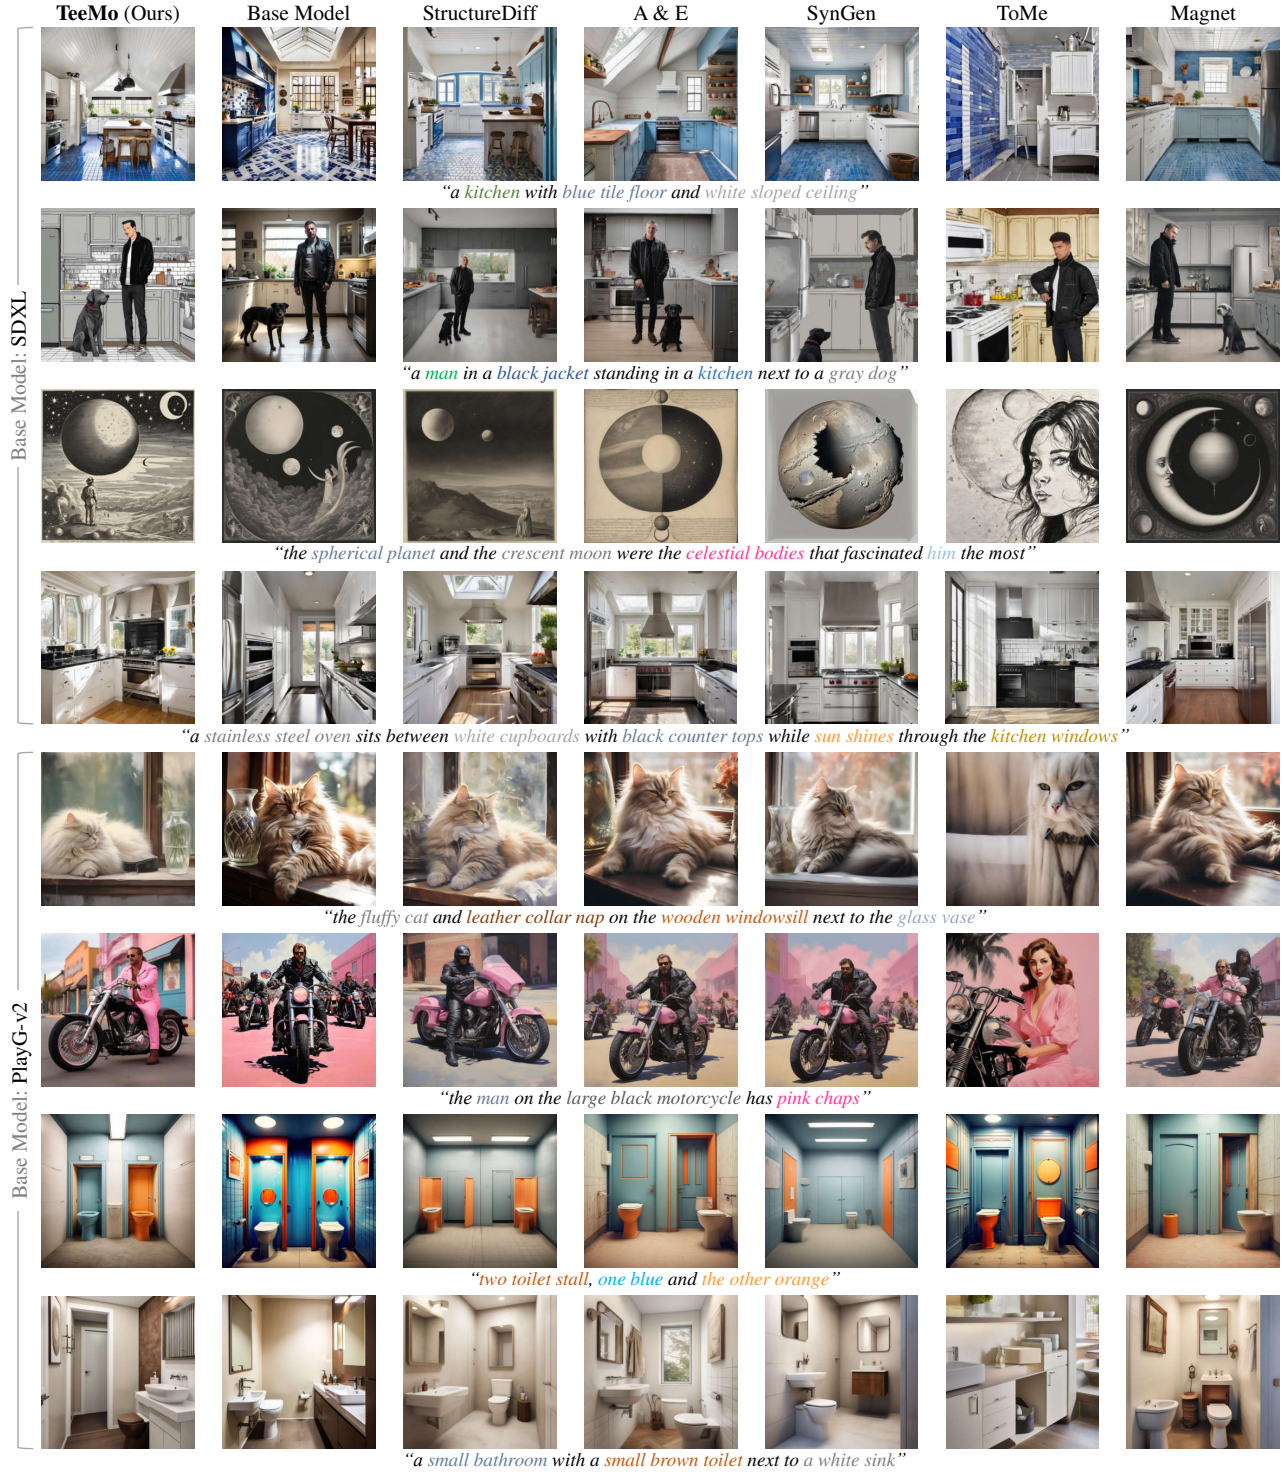 TeeMo (Ours) Base Model StructureDiff A & E SynGen ToMe Magnet
Base Model: SDXL
“a kitchen with blue tile floor and white sloped ceiling”
“a man in a black jacket standing in a kitchen next to a gray dog”
“the spherical planet and the crescent moon were the celestial bodies that fascinated him the most”
“a stainless steel oven sits between white cupboards with black counter tops while sun shines through the kitchen windows”
Base Model: PlayG-v2
“the fluffy cat and leather collar nap on the wooden windowsill next to the glass vase”
“the man on the large black motorcycle has pink chaps”
“two toilet stall, one blue and the other orange”
“a small bathroom with a small brown toilet next to a white sink”